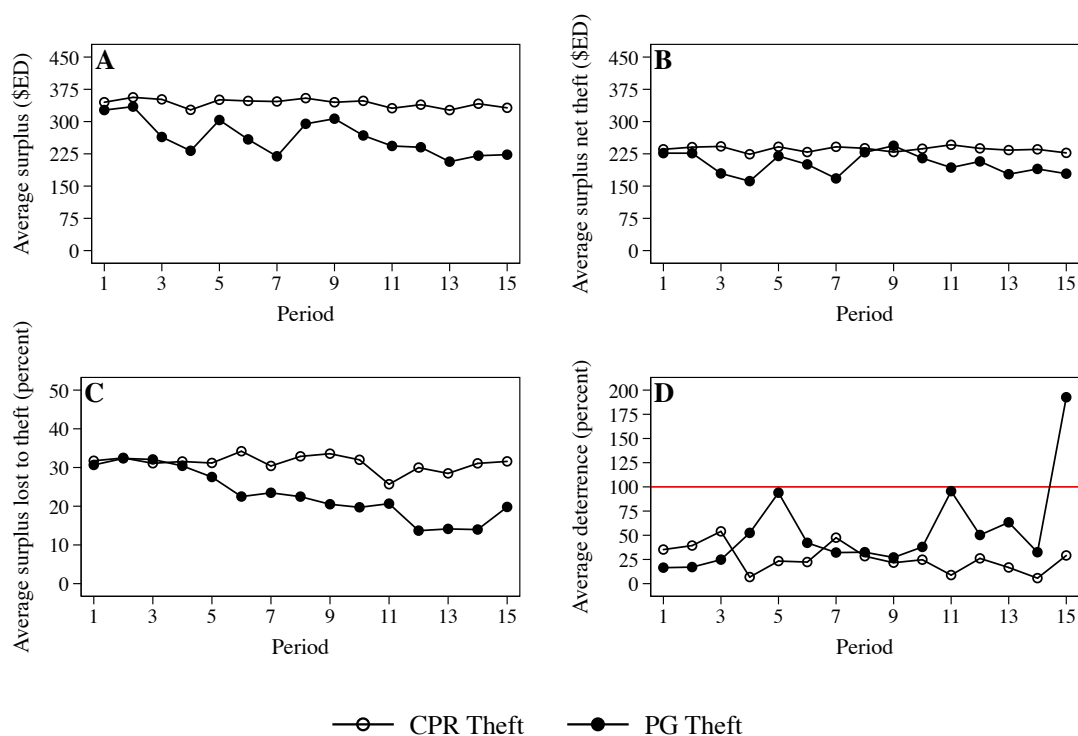 A
Average surplus ($ED)
450
375
300
225
150
75
0
1 3 5 7 9 11 13 15
Period
B
Average surplus net theft ($ED)
450
375
300
225
150
75
0
1 3 5 7 9 11 13 15
Period
C
Average surplus lost to theft (percent)
50
40
30
20
10
0
1 3 5 7 9 11 13 15
Period
D
Average deterrence (percent)
200
175
150
125
100
75
50
25
0
1 3 5 7 9 11 13 15
Period
CPR Theft PG Theft